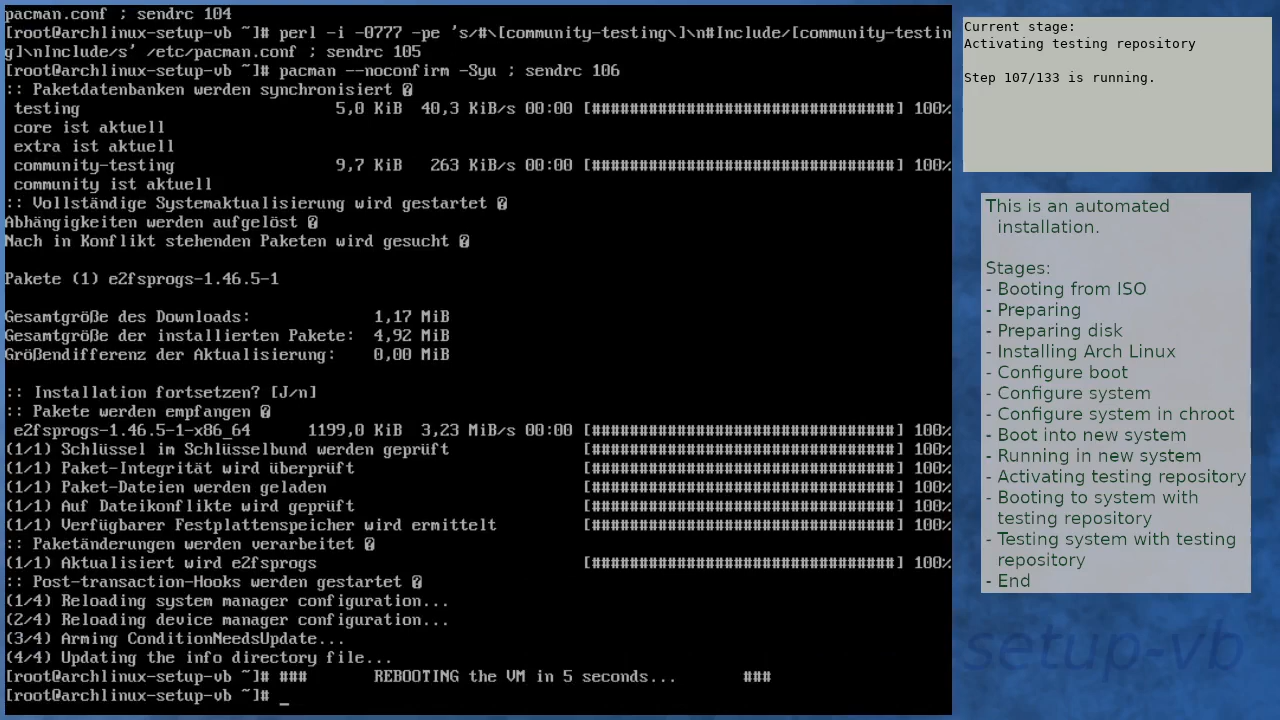 pacman.conf ; sendrc 104
[root@archlinux-setup-vb ~]# perl -i -0777 -pe 's/#\[community-testing\]\n#Include/[community-testin
g]\nInclude/s' /etc/pacman.conf ; sendrc 105
[root@archlinux-setup-vb ~]# pacman --noconfirm -Syu ; sendrc 106
:: Paketdatenbanken werden synchronisiert �
 testing                           5,0 KiB  40,3 KiB/s 00:00 [################################] 100%
 core ist aktuell
 extra ist aktuell
 community-testing                 9,7 KiB   263 KiB/s 00:00 [################################] 100%
 community ist aktuell
:: Vollständige Systemaktualisierung wird gestartet �
Abhängigkeiten werden aufgelöst �
Nach in Konflikt stehenden Paketen wird gesucht �
Pakete (1) e2fsprogs-1.46.5-1
Gesamtgröße des Downloads:             1,17 MiB
Gesamtgröße der installierten Pakete:  4,92 MiB
Größendifferenz der Aktualisierung:    0,00 MiB
:: Installation fortsetzen? [J/n]
:: Pakete werden empfangen �
 e2fsprogs-1.46.5-1-x86_64      1199,0 KiB  3,23 MiB/s 00:00 [################################] 100%
(1/1) Schlüssel im Schlüsselbund werden geprüft              [################################] 100%
(1/1) Paket-Integrität wird überprüft                        [################################] 100%
(1/1) Paket-Dateien werden geladen                           [################################] 100%
(1/1) Auf Dateikonflikte wird geprüft                        [################################] 100%
(1/1) Verfügbarer Festplattenspeicher wird ermittelt         [################################] 100%
:: Paketänderungen werden verarbeitet �
(1/1) Aktualisiert wird e2fsprogs                            [################################] 100%
:: Post-transaction-Hooks werden gestartet �
(1/4) Reloading system manager configuration...
(2/4) Reloading device manager configuration...
(3/4) Arming ConditionNeedsUpdate...
(4/4) Updating the info directory file...
[root@archlinux-setup-vb ~]# ###       REBOOTING the VM in 5 seconds...       ###
[root@archlinux-setup-vb ~]# _
Current stage:
Activating testing repository
Step 107/133 is running.
This is an automated
installation.
Stages:
- Booting from ISO
- Preparing
- Preparing disk
- Installing Arch Linux
- Configure boot
- Configure system
- Configure system in chroot
- Boot into new system
- Running in new system
- Activating testing repository
- Booting to system with
testing repository
- Testing system with testing
repository
- End
setup-vb